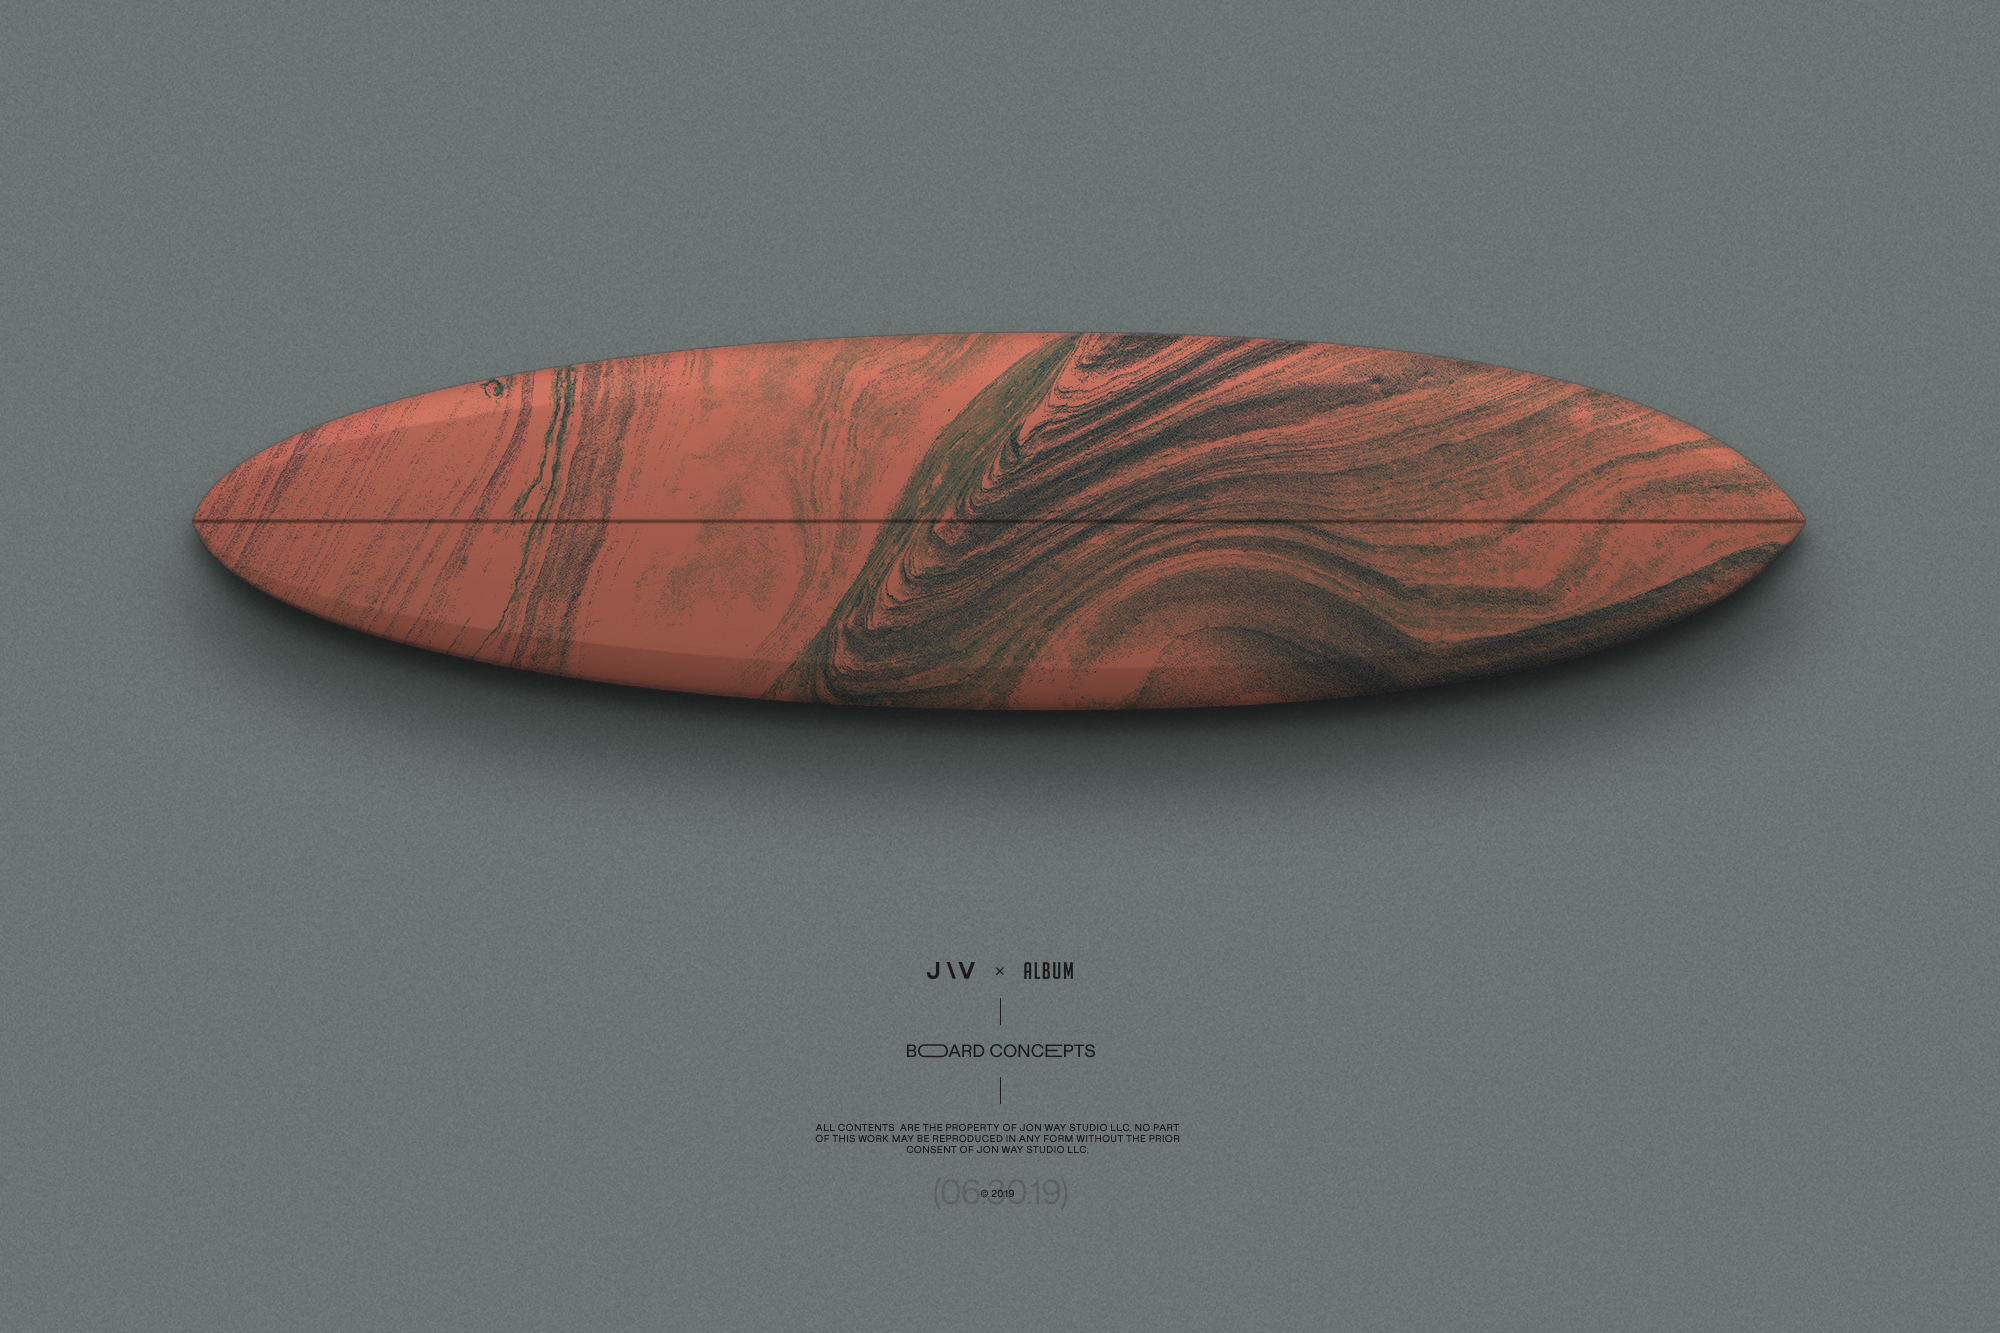 J\V × ALBUM
BOARD CONCEPTS
ALL CONTENTS ARE THE PROPERTY OF JON WAY STUDIO LLC. NO PART
OF THIS WORK MAY BE REPRODUCED IN ANY FORM WITHOUT THE PRIOR
CONSENT OF JON WAY STUDIO LLC.
(06.30.19)
© 2019